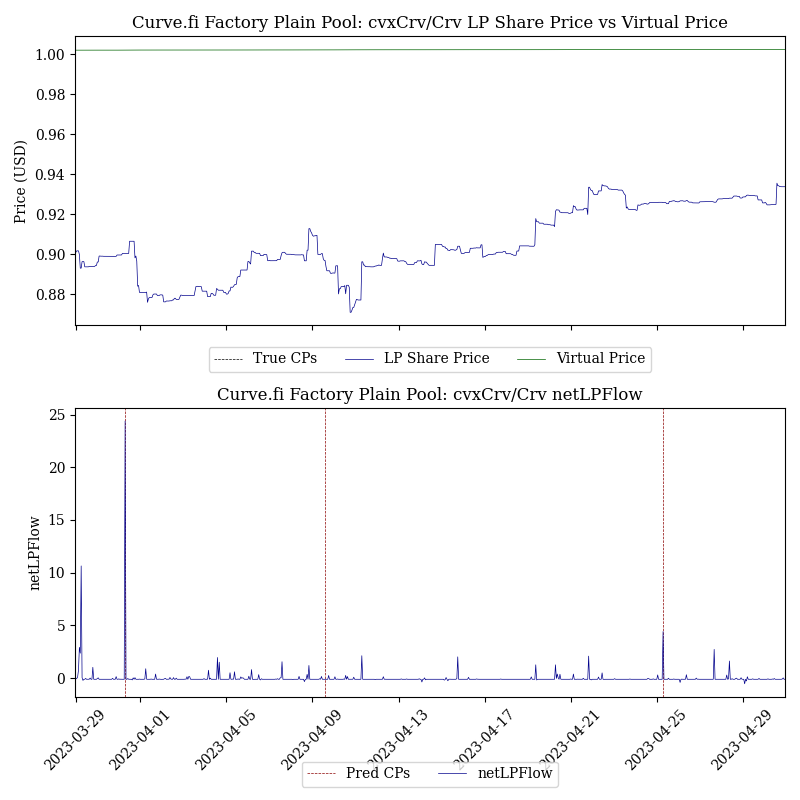 Curve.fi Factory Plain Pool: cvxCrv/Crv LP Share Price vs Virtual Price
1.00
0.98
0.96
0.94
0.92
0.90
0.88
Price (USD)
True CPs LP Share Price Virtual Price
Curve.fi Factory Plain Pool: cvxCrv/Crv netLPFlow
25
20
15
10
5
0
netLPFlow
2023-03-29 2023-04-01 2023-04-05 2023-04-09 2023-04-13 2023-04-17 2023-04-21 2023-04-25 2023-04-29
Pred CPs netLPFlow